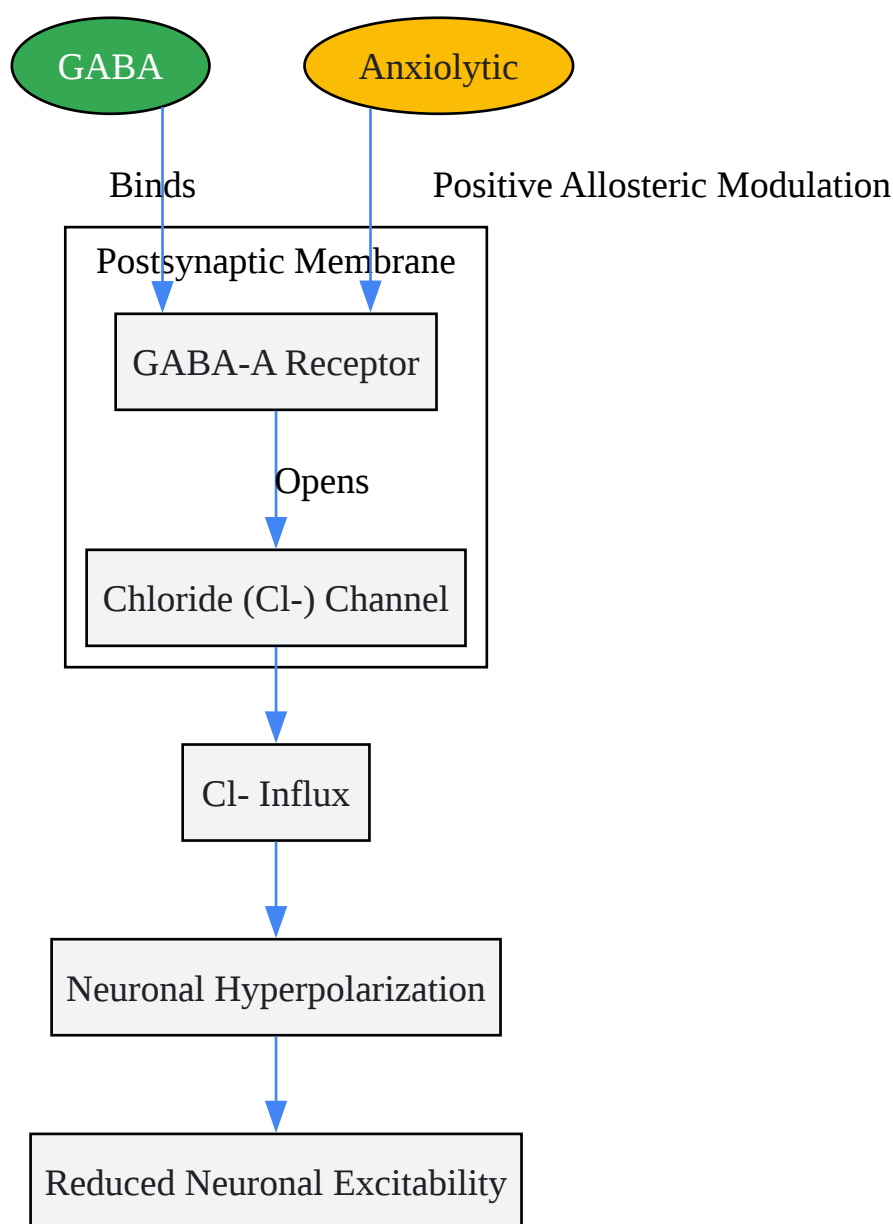 GABA
Anxiolytic
Binds
Positive Allosteric Modulation
Postsynaptic Membrane
GABA-A Receptor
Opens
Chloride (Cl-) Channel
Cl- Influx
Neuronal Hyperpolarization
Reduced Neuronal Excitability